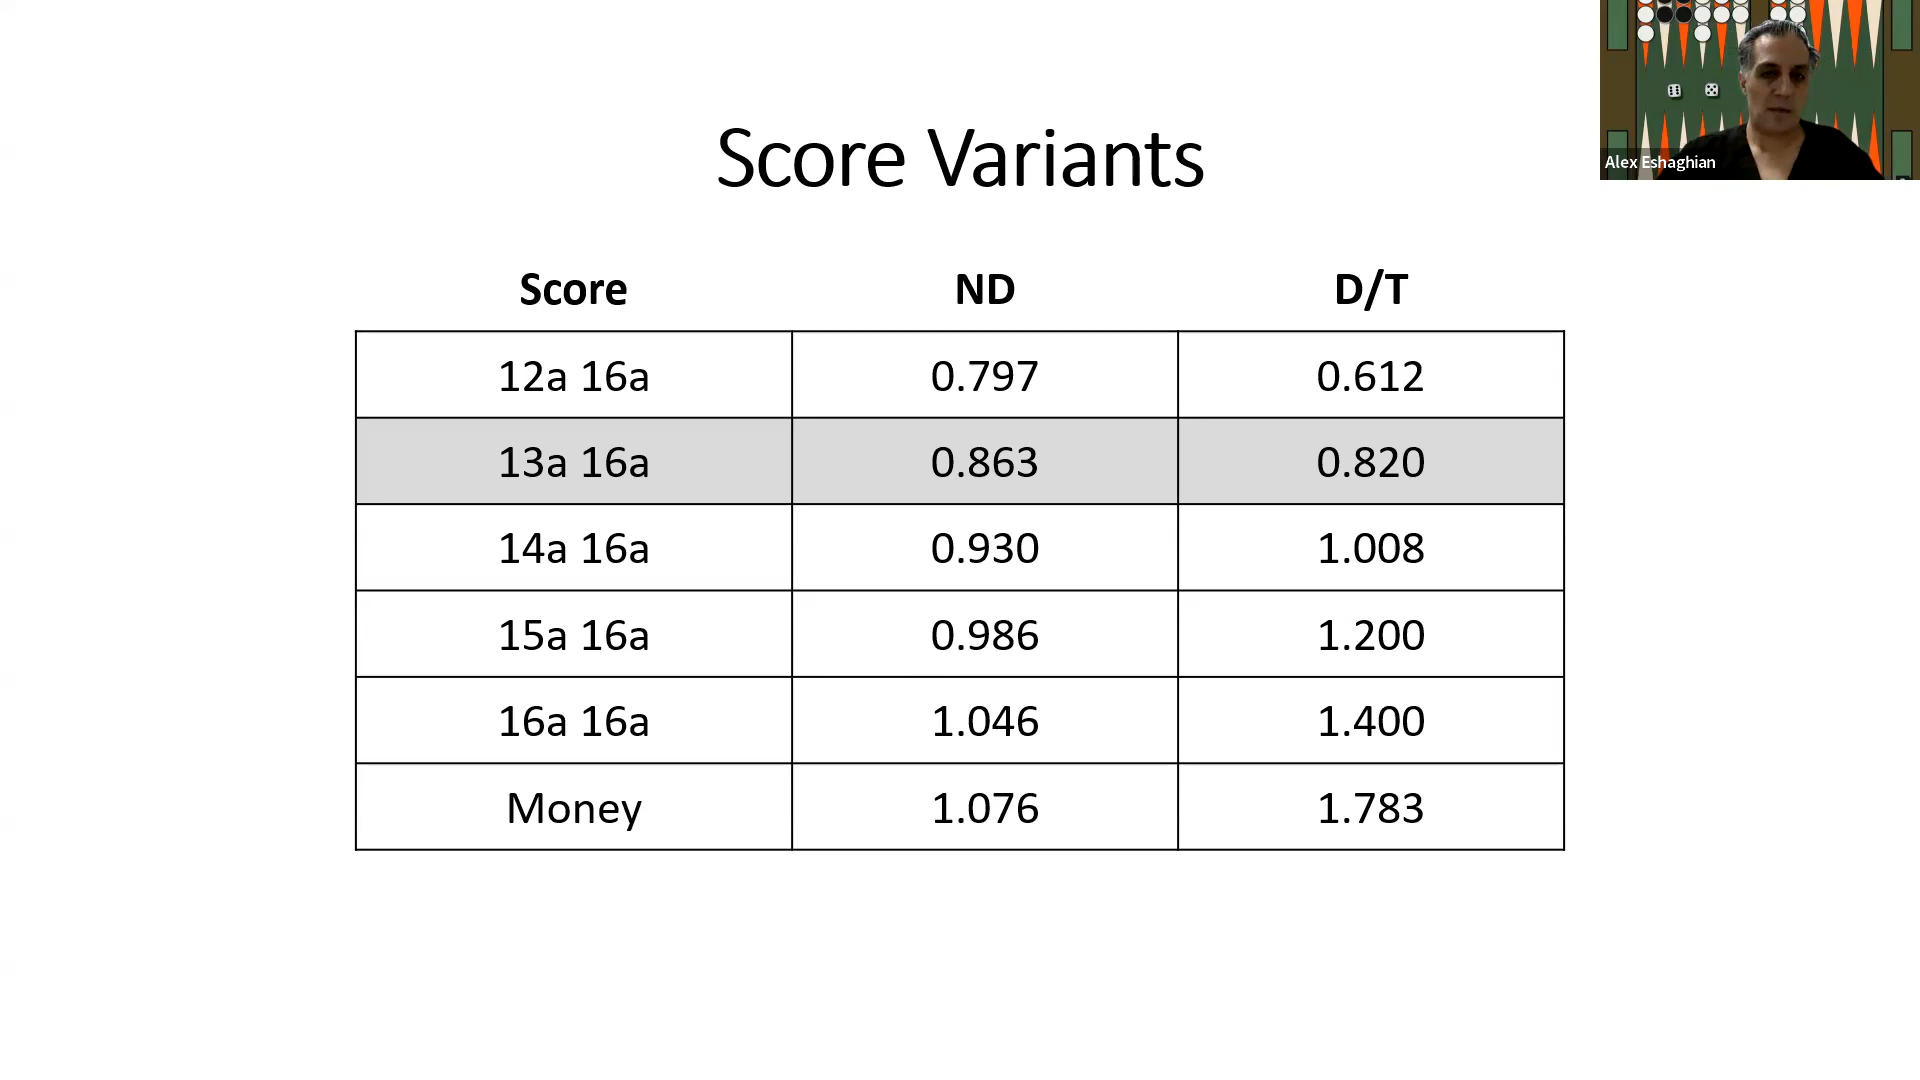 Alex Eshaghian
Score Variants
Score ND D/T
12a 16a 0.797 0.612
13a 16a 0.863 0.820
14a 16a 0.930 1.008
15a 16a 0.986 1.200
16a 16a 1.046 1.400
Money 1.076 1.783